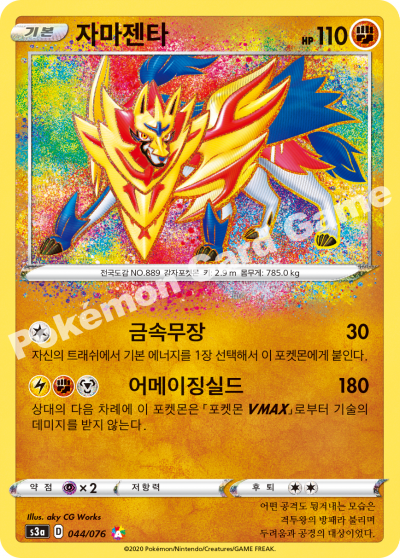 기본 자마젠타 HP 110
전국도감 NO.889 감자포켓몬 키 2.9 m 몸무게: 785.0 kg
Pokémon Card Game
금속무장 30
자신의 트래쉬에서 기본 에너지를 1장 선택해서 이 포켓몬에게 붙인다.
어메이징실드 180
상대의 다음 차례에 이 포켓몬은 「포켓몬 VMAX」로부터 기술의
데미지를 받지 않는다.
약점 ×2 저항력 후퇴
Illus. aky CG Works
s3a D 044/076
어떤 공격도 튕겨내는 모습은
격투왕의 방패라 불리며
두려움과 공경의 대상이었다.
©2020 Pokémon/Nintendo/Creatures/GAME FREAK.